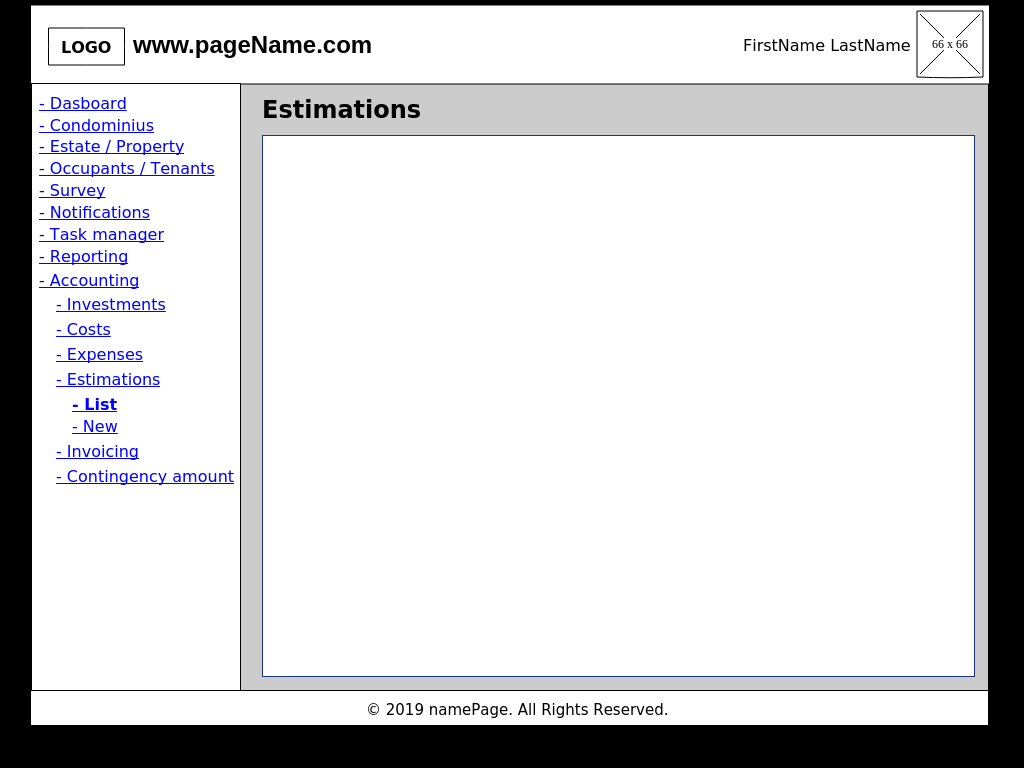 LOGO www.pageName.com FirstName LastName 66 x 66
- Dasboard
- Condominius
- Estate / Property
- Occupants / Tenants
- Survey
- Notifications
- Task manager
- Reporting
- Accounting
- Investments
- Costs
- Expenses
- Estimations
- List
- New
- Invoicing
- Contingency amount
Estimations
© 2019 namePage. All Rights Reserved.